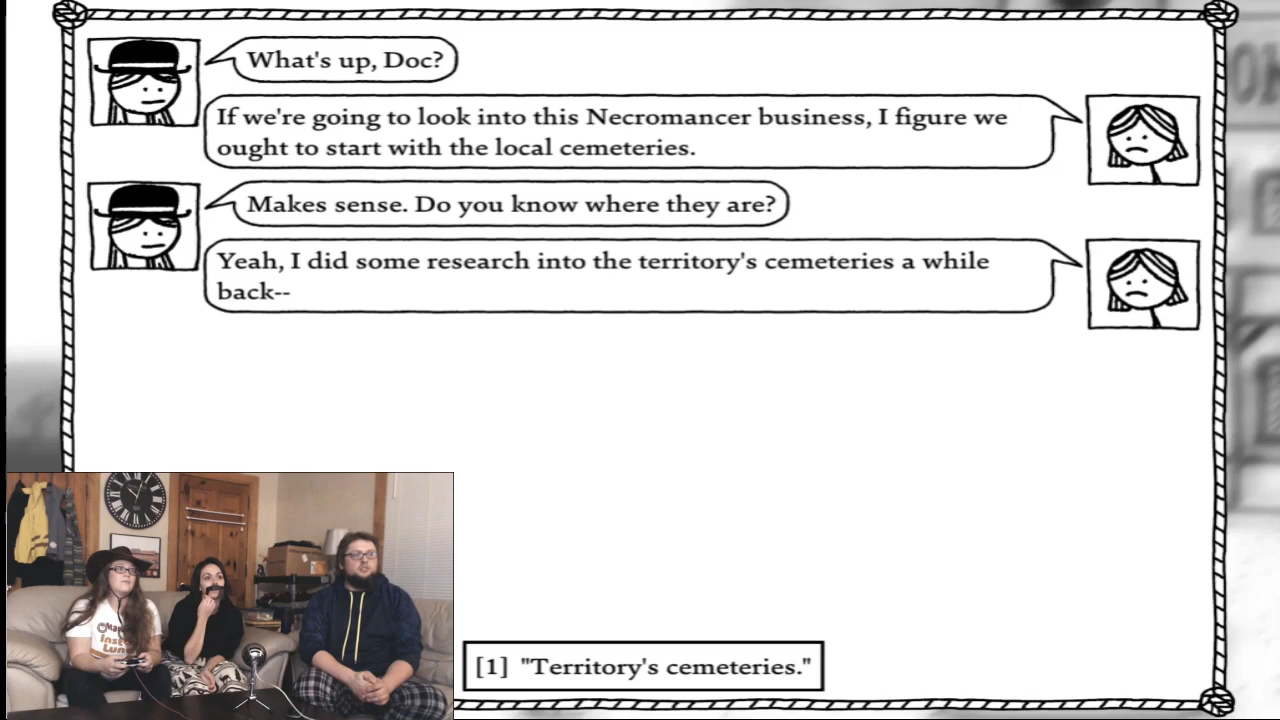 What's up, Doc?
If we're going to look into this Necromancer business, I figure we
ought to start with the local cemeteries.
Makes sense. Do you know where they are?
Yeah, I did some research into the territory's cemeteries a while
back--
[1] "Territory's cemeteries."